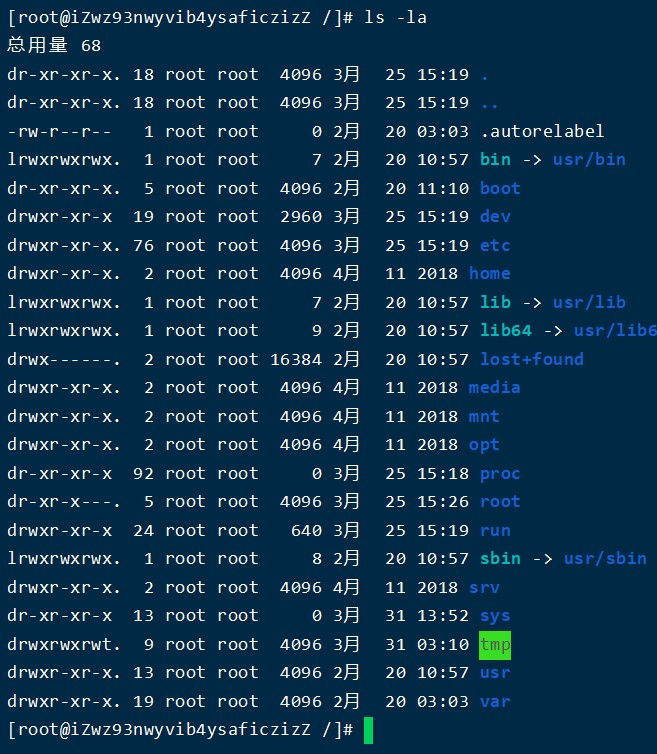 [root@iZwz93nwyvib4ysaficzizZ /]# ls -la
总用量 68
dr-xr-xr-x. 18 root root  4096 3月  25 15:19 .
dr-xr-xr-x. 18 root root  4096 3月  25 15:19 ..
-rw-r--r--   1 root root     0 2月  20 03:03 .autorelabel
lrwxrwxrwx.  1 root root     7 2月  20 10:57 bin -> usr/bin
dr-xr-xr-x.  5 root root  4096 2月  20 11:10 boot
drwxr-xr-x  19 root root  2960 3月  25 15:19 dev
drwxr-xr-x. 76 root root  4096 3月  25 15:19 etc
drwxr-xr-x.  2 root root  4096 4月  11 2018 home
lrwxrwxrwx.  1 root root     7 2月  20 10:57 lib -> usr/lib
lrwxrwxrwx.  1 root root     9 2月  20 10:57 lib64 -> usr/lib6
drwx------.  2 root root 16384 2月  20 10:57 lost+found
drwxr-xr-x.  2 root root  4096 4月  11 2018 media
drwxr-xr-x.  2 root root  4096 4月  11 2018 mnt
drwxr-xr-x.  2 root root  4096 4月  11 2018 opt
dr-xr-xr-x  92 root root     0 3月  25 15:18 proc
dr-xr-x---.  5 root root  4096 3月  25 15:26 root
drwxr-xr-x  24 root root   640 3月  25 15:19 run
lrwxrwxrwx.  1 root root     8 2月  20 10:57 sbin -> usr/sbin
drwxr-xr-x.  2 root root  4096 4月  11 2018 srv
dr-xr-xr-x  13 root root     0 3月  31 13:52 sys
drwxrwxrwt.  9 root root  4096 3月  31 03:10 tmp
drwxr-xr-x. 13 root root  4096 2月  20 10:57 usr
drwxr-xr-x. 19 root root  4096 2月  20 03:03 var
[root@iZwz93nwyvib4ysaficzizZ /]#